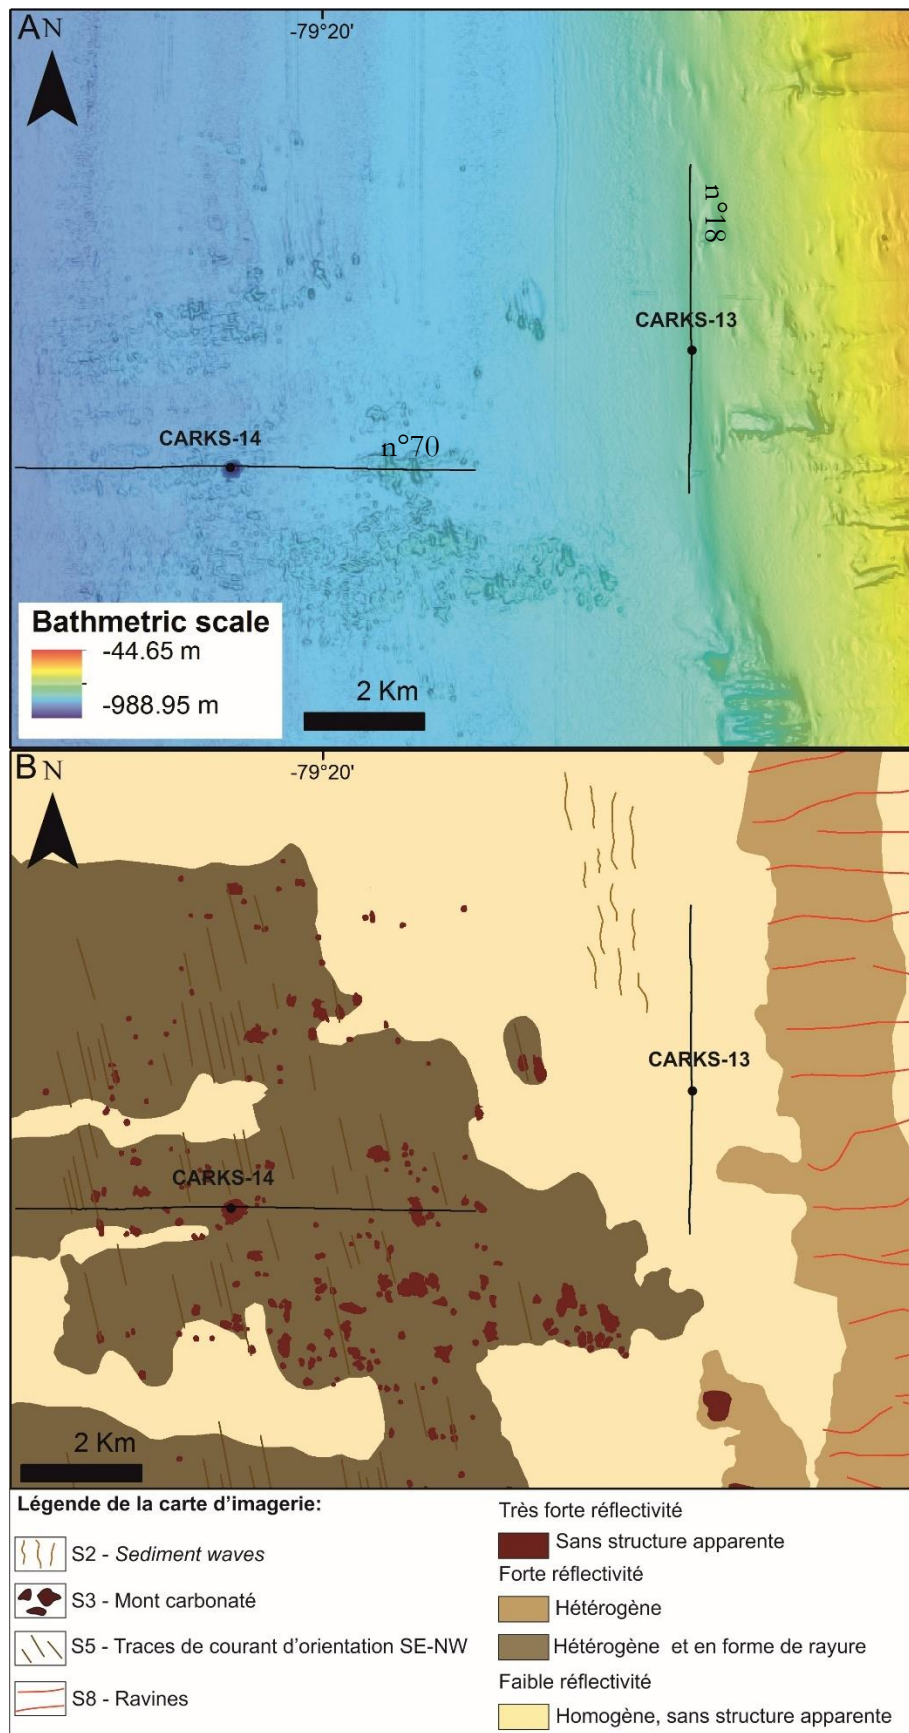 A N
-79°20'
n°18
CARKS-13
CARKS-14
n°70
Bathmetric scale
-44.65 m
-988.95 m
2 Km
B N
-79°20'
CARKS-13
CARKS-14
2 Km
Légende de la carte d'imagerie:
S2 - Sediment waves
S3 - Mont carbonaté
S5 - Traces de courant d'orientation SE-NW
S8 - Ravines
Très forte réflectivité
Sans structure apparente
Forte réflectivité
Hétérogène
Hétérogène et en forme de rayure
Faible réflectivité
Homogène, sans structure apparente